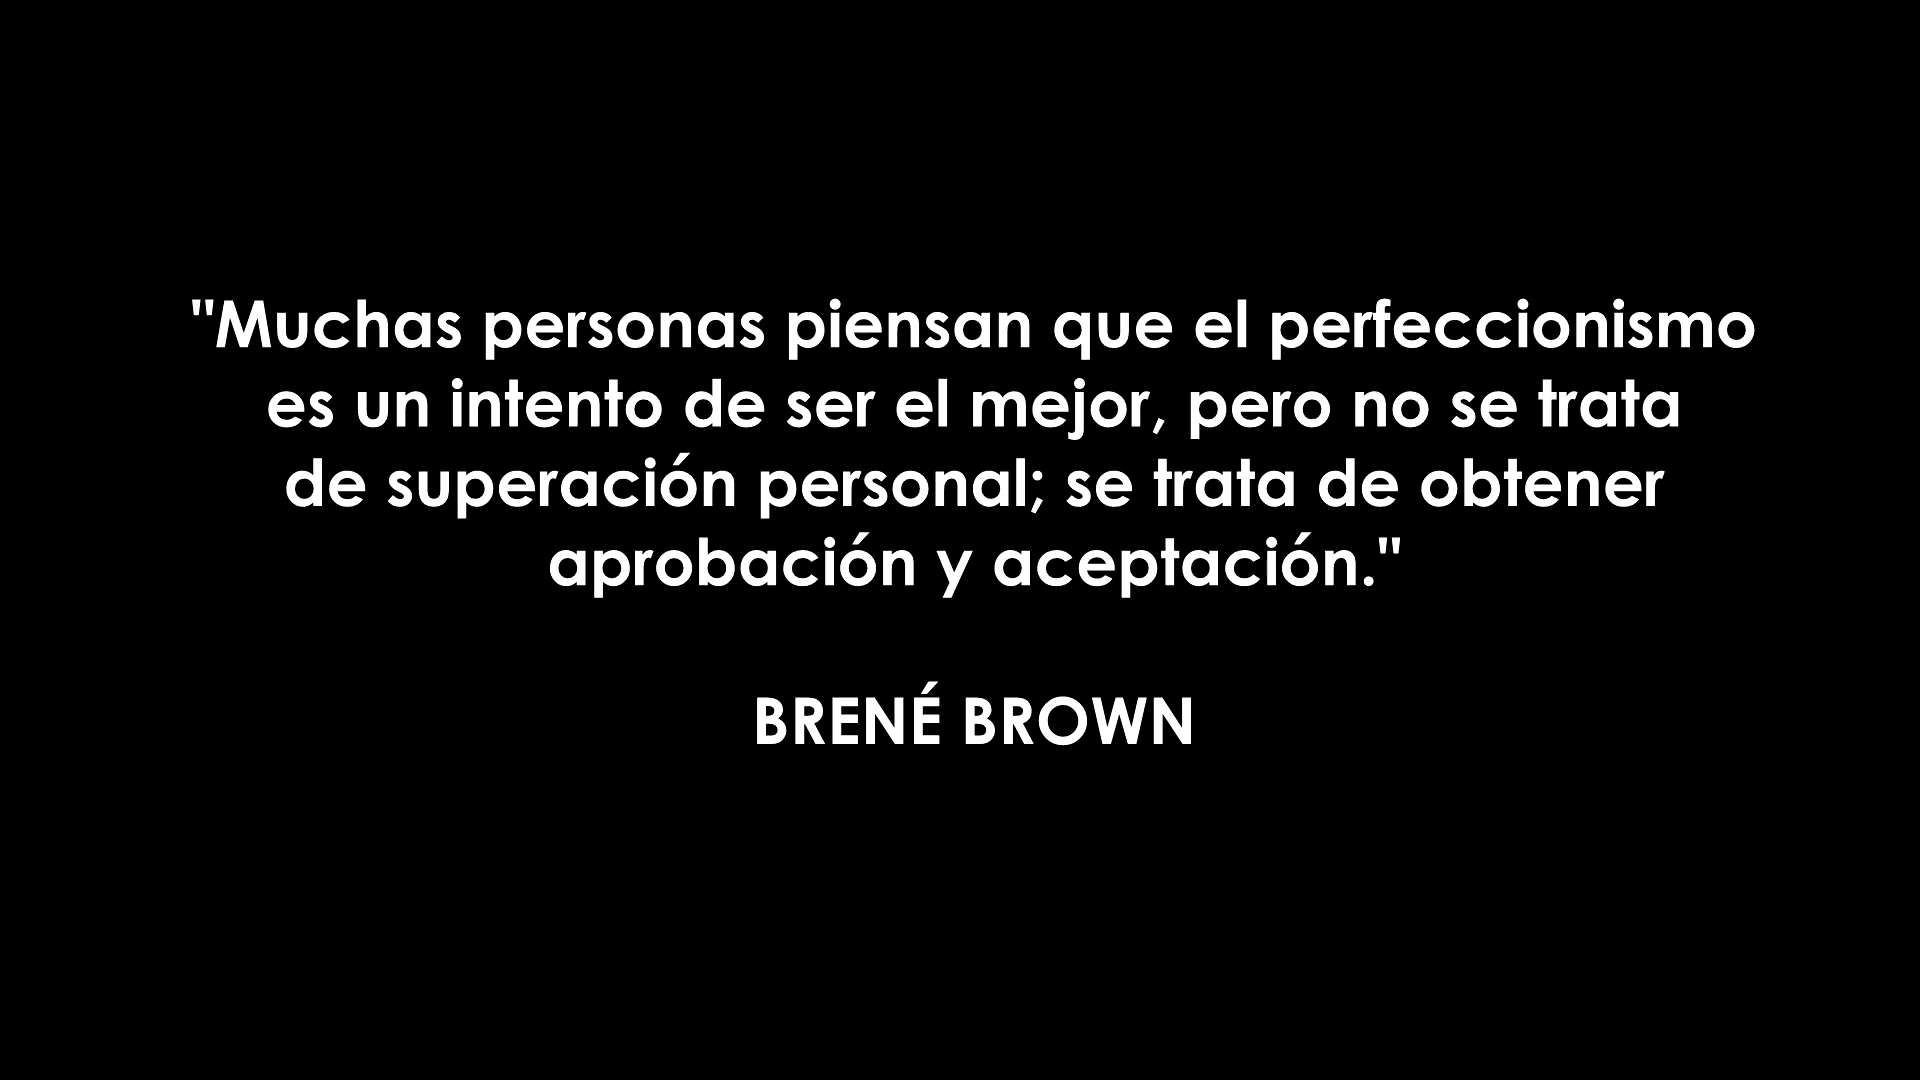 "Muchas personas piensan que el perfeccionismo
es un intento de ser el mejor, pero no se trata
de superación personal; se trata de obtener
aprobación y aceptación."
BRENÉ BROWN